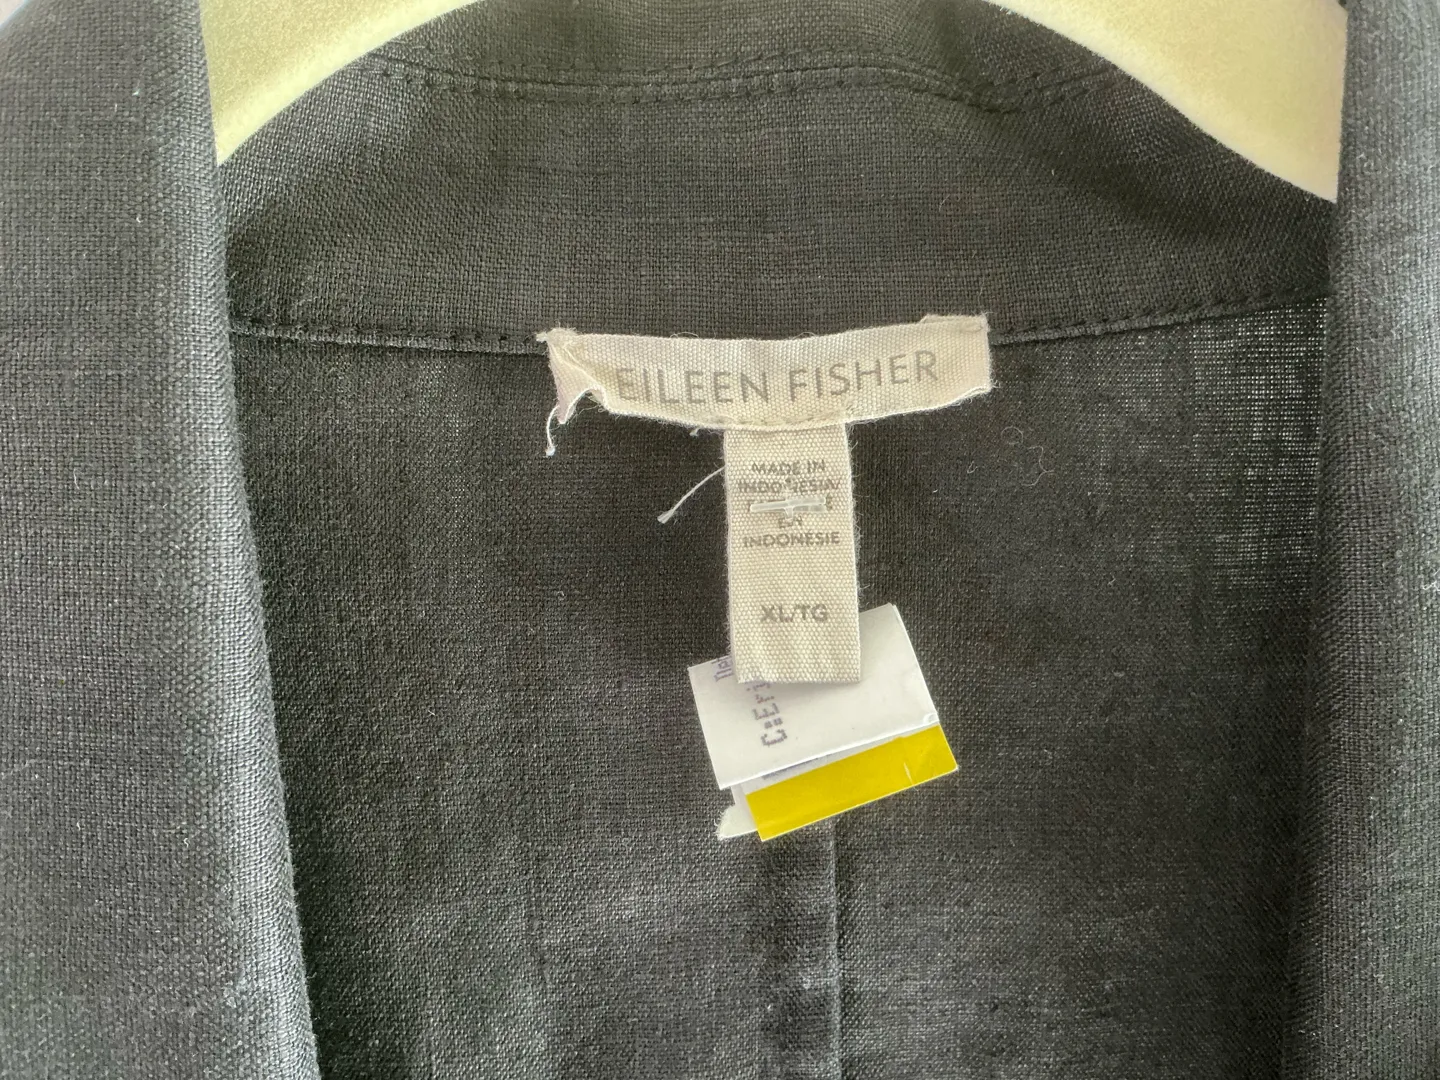 EILEEN FISHER
MADE IN
INDONESIA/
EN
INDONESIE
XL/TG